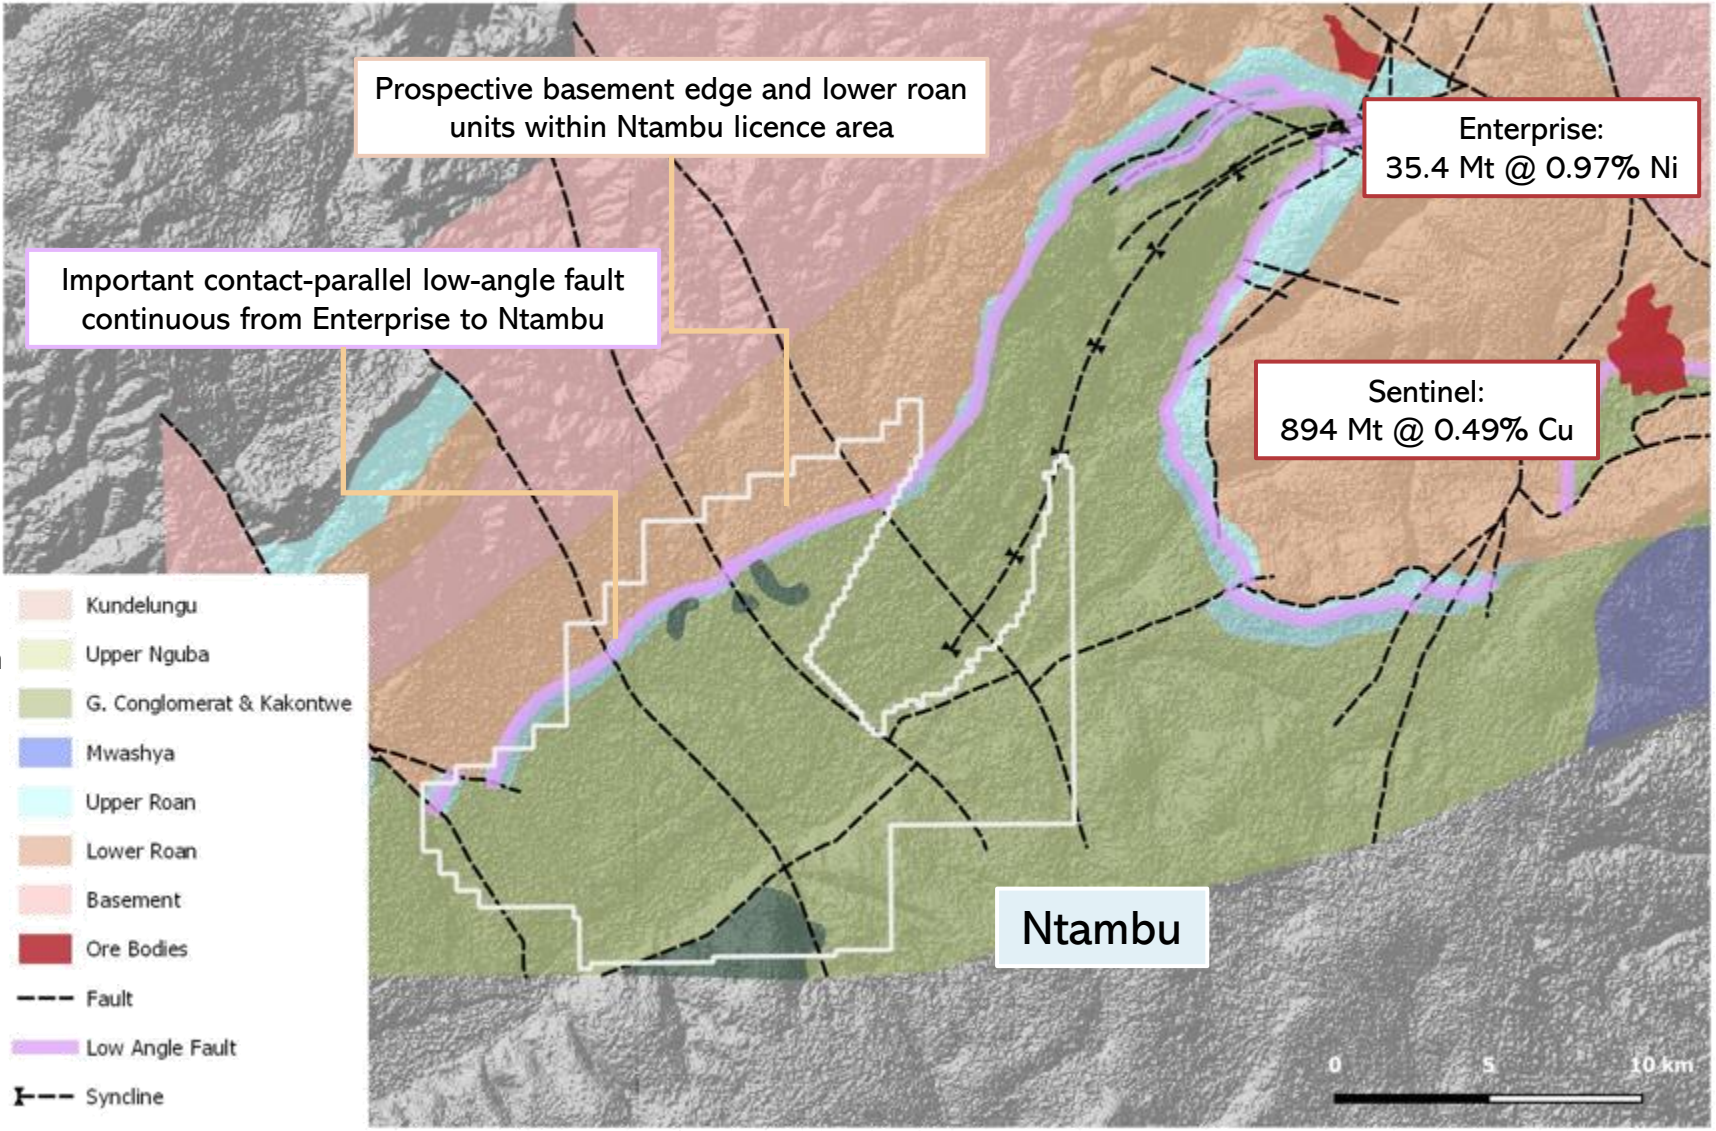 Prospective basement edge and lower roan
units within Ntambu licence area
Enterprise:
35.4 Mt @ 0.97% Ni
Important contact-parallel low-angle fault
continuous from Enterprise to Ntambu
Sentinel:
894 Mt @ 0.49% Cu
Kundelungu
Upper Nguba
G. Conglomerat & Kakontwe
Mwashya
Upper Roan
Lower Roan
Basement
Ore Bodies
Fault
Low Angle Fault
Syncline
Ntambu
0 5 10 km